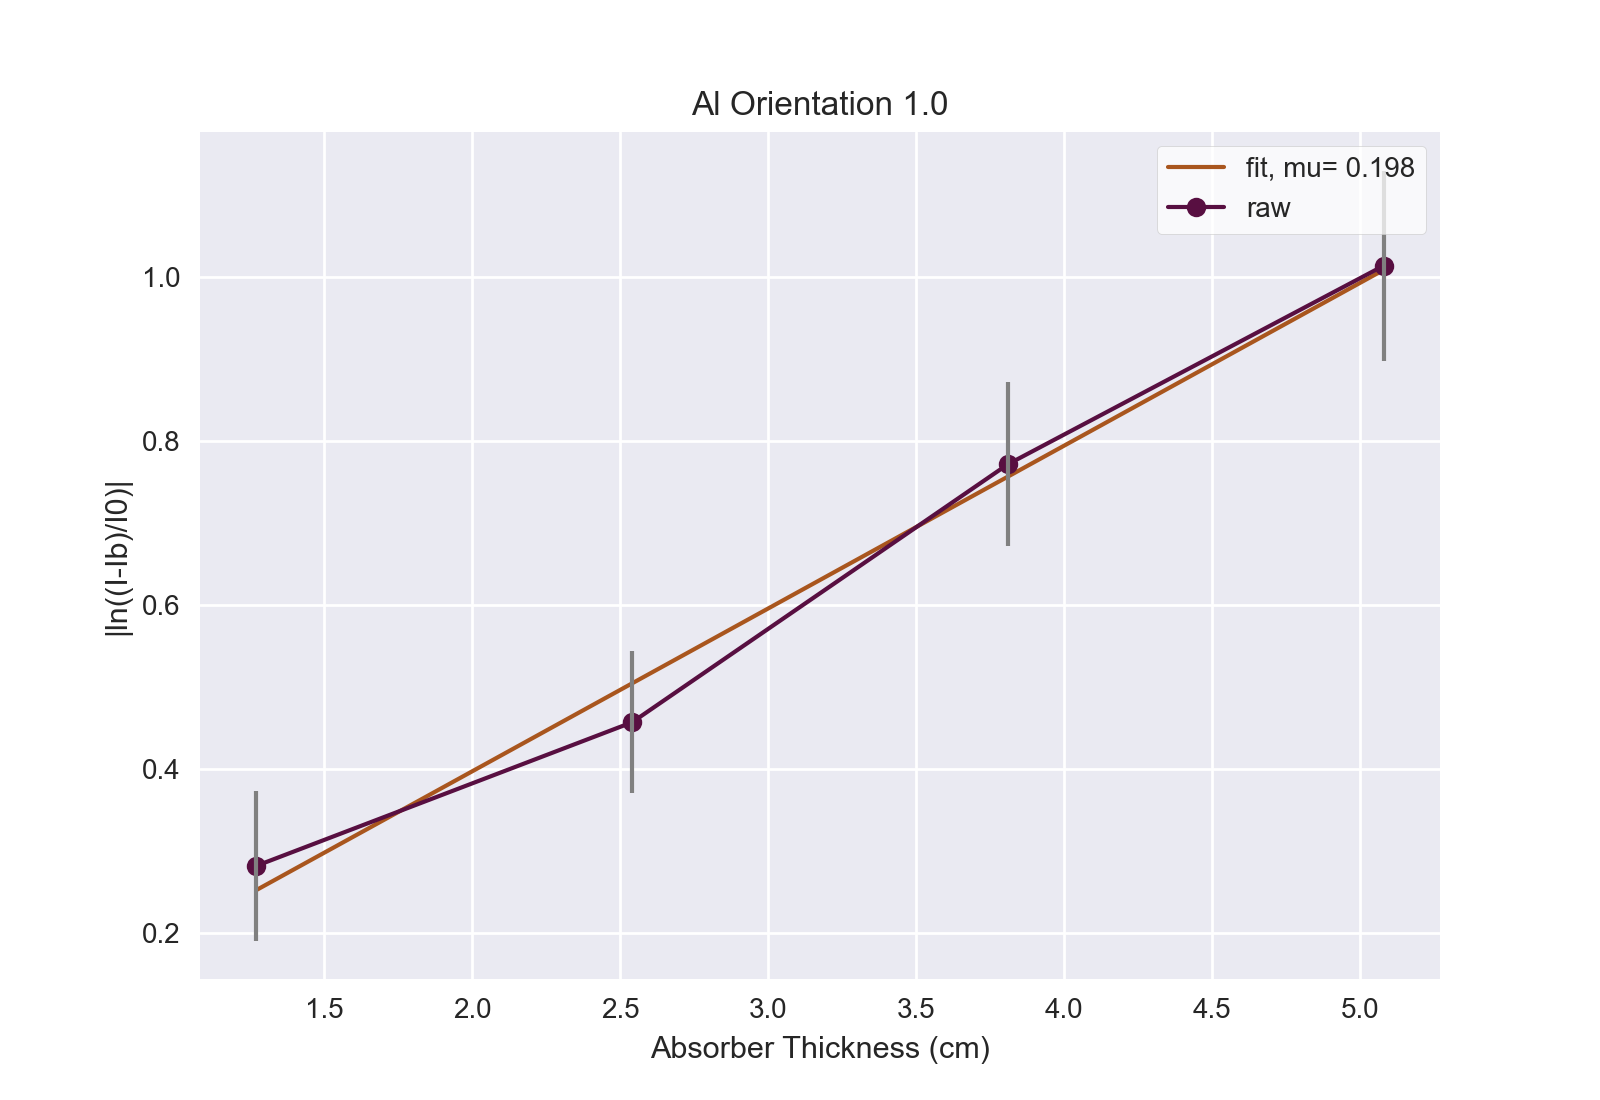 Al Orientation 1.0
fit, mu= 0.198
raw
|ln((I-Ib)/I0)|
1.0
0.8
0.6
0.4
0.2
1.5 2.0 2.5 3.0 3.5 4.0 4.5 5.0
Absorber Thickness (cm)